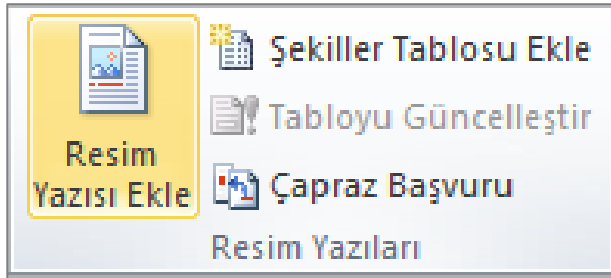 Resim
Yazısı Ekle
Şekiller Tablosu Ekle
Tabloyu Güncelleştir
Çapraz Başvuru
Resim Yazıları